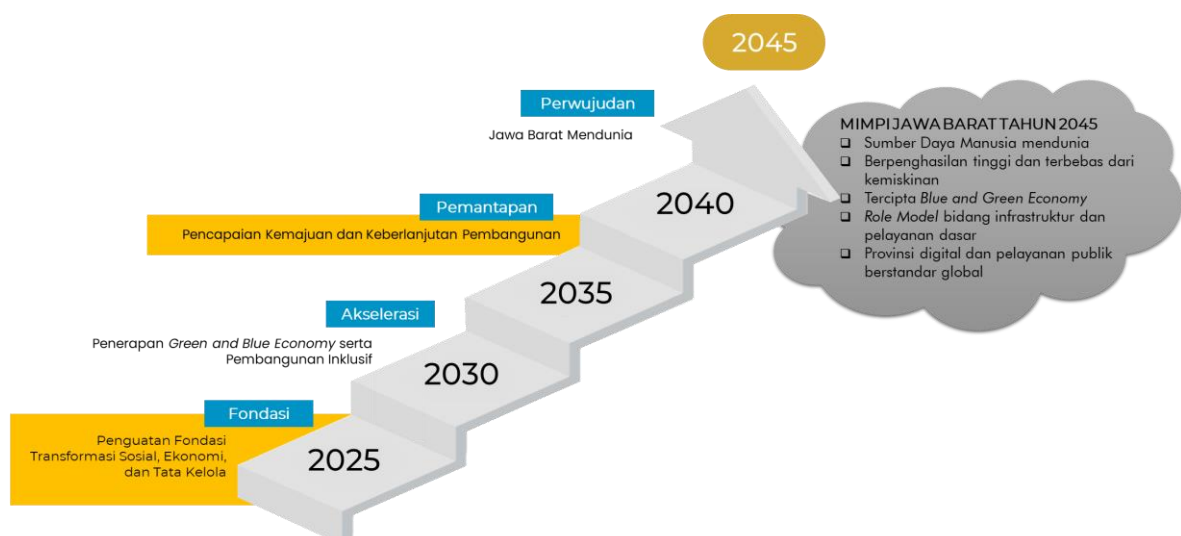 2045
Perwujudan
Jawa Barat Mendunia
MIMPI JAWA BARAT TAHUN 2045
Sumber Daya Manusia mendunia
Berpenghasilan tinggi dan terbebas dari
kemiskinan
Tercipta Blue and Green Economy
Role Model bidang infrastruktur dan
pelayanan dasar
Provinsi digital dan pelayanan publik
berstandar global
2040
Pemantapan
Pencapaian Kemajuan dan Keberlanjutan Pembangunan
2035
Akselerasi
Penerapan Green and Blue Economy serta
Pembangunan Inklusif
2030
Fondasi
Penguatan Fondasi
Transformasi Sosial, Ekonomi,
dan Tata Kelola
2025